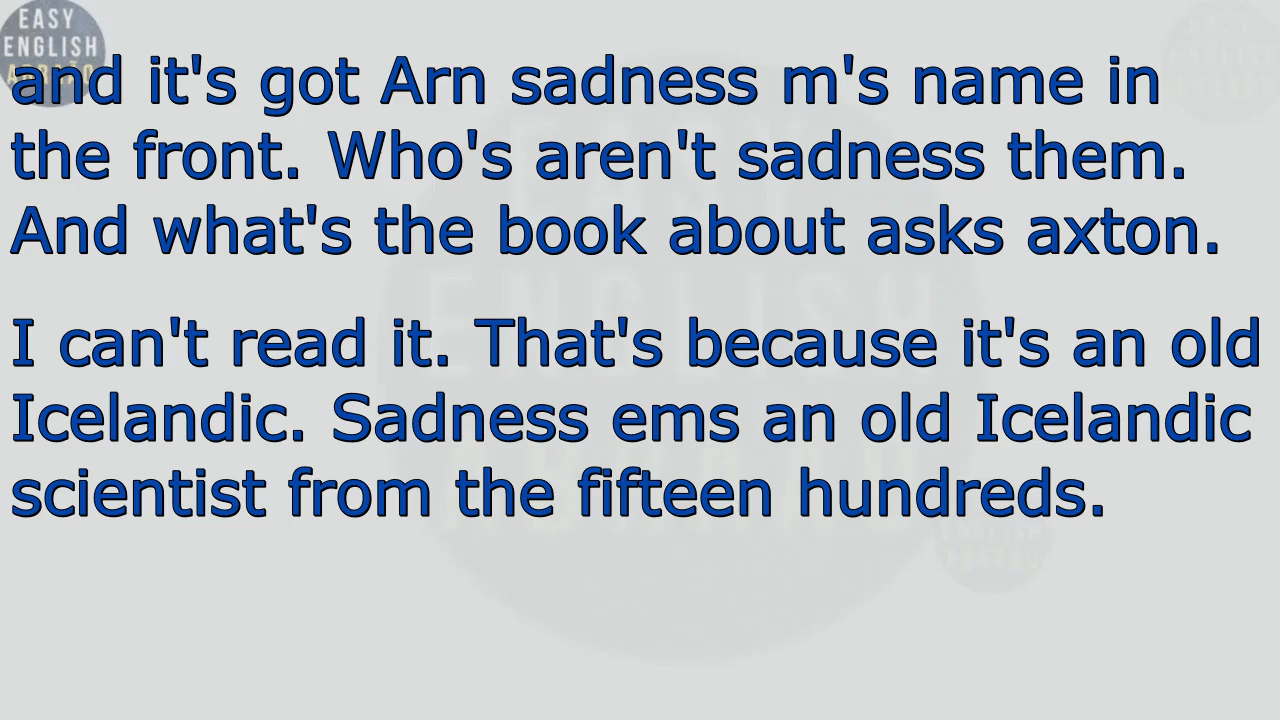 EASY
ENGLISH
ABROAD
and it's got Arn sadness m's name in
the front. Who's aren't sadness them.
And what's the book about asks axton.
I can't read it. That's because it's an old
Icelandic. Sadness ems an old Icelandic
scientist from the fifteen hundreds.